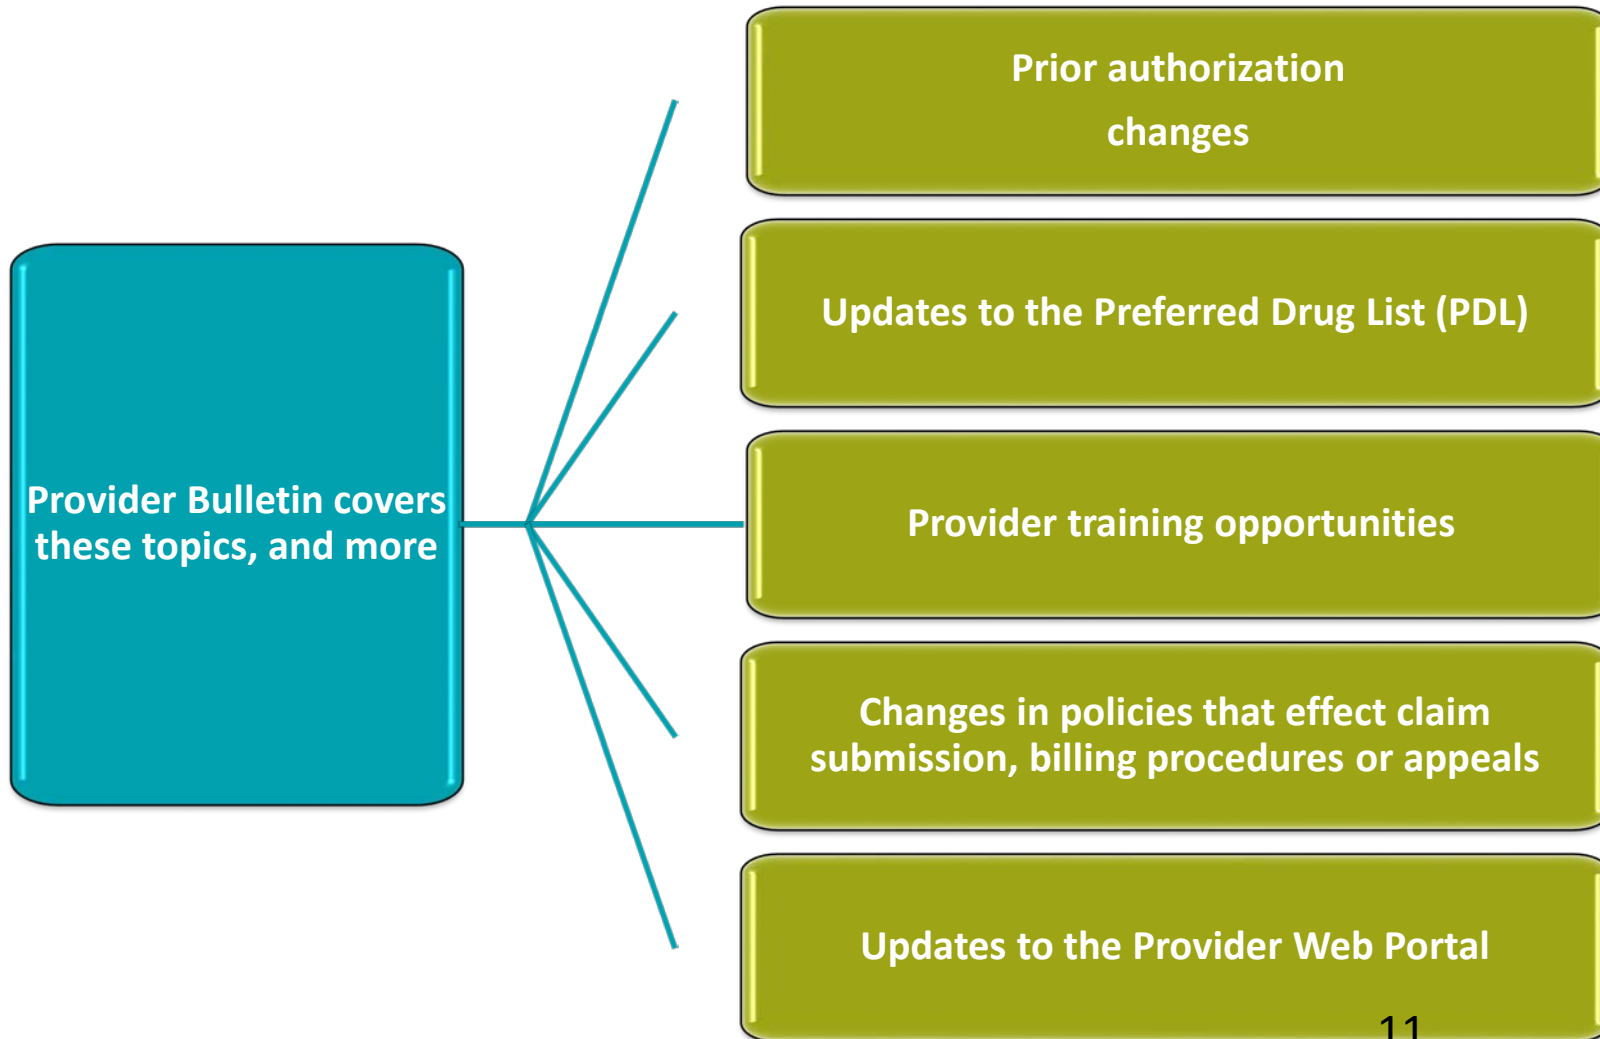 Prior authorization
changes
Updates to the Preferred Drug List (PDL)
Provider Bulletin covers
these topics, and more
Provider training opportunities
Changes in policies that effect claim
submission, billing procedures or appeals
Updates to the Provider Web Portal
11